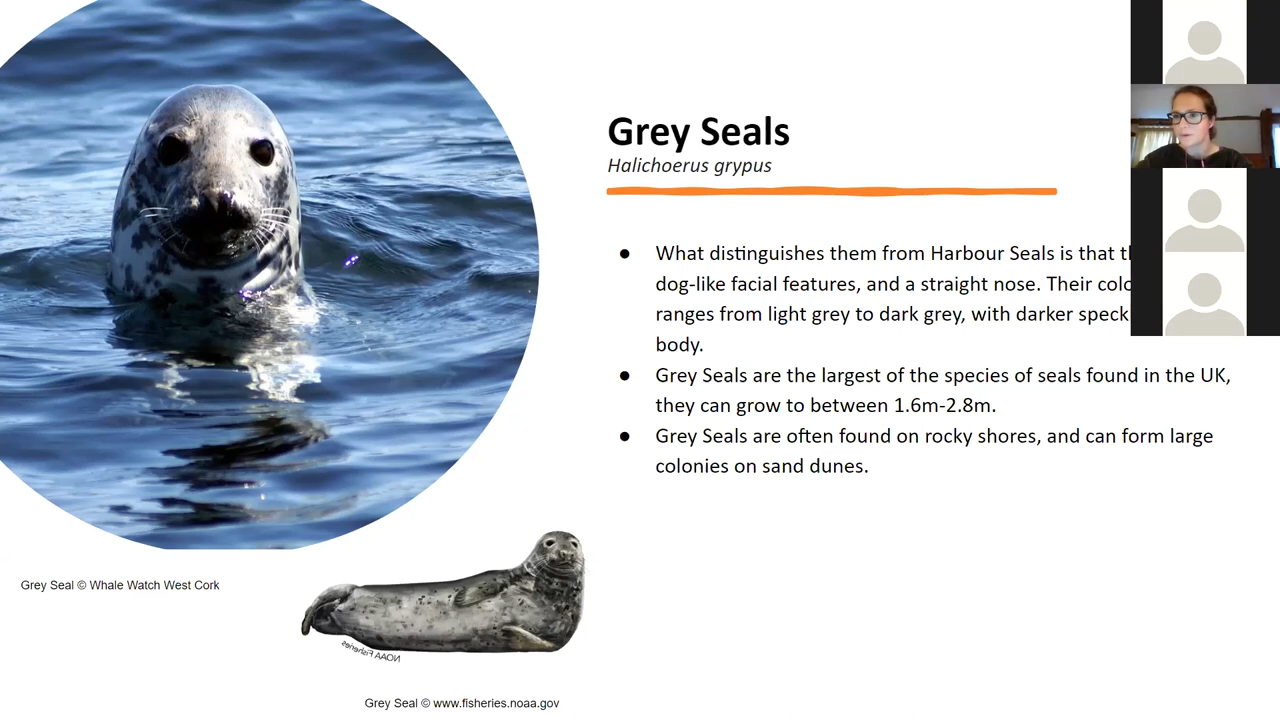 Grey Seals
Halichoerus grypus
● What distinguishes them from Harbour Seals is that
dog-like facial features, and a straight nose. Their
ranges from light grey to dark grey, with darker
body.
● Grey Seals are the largest of the species of seals found in the UK,
they can grow to between 1.6m-2.8m.
● Grey Seals are often found on rocky shores, and can form large
colonies on sand dunes.
Grey Seal © Whale Watch West Cork
NOAA Fisheries
Grey Seal © www.fisheries.noaa.gov